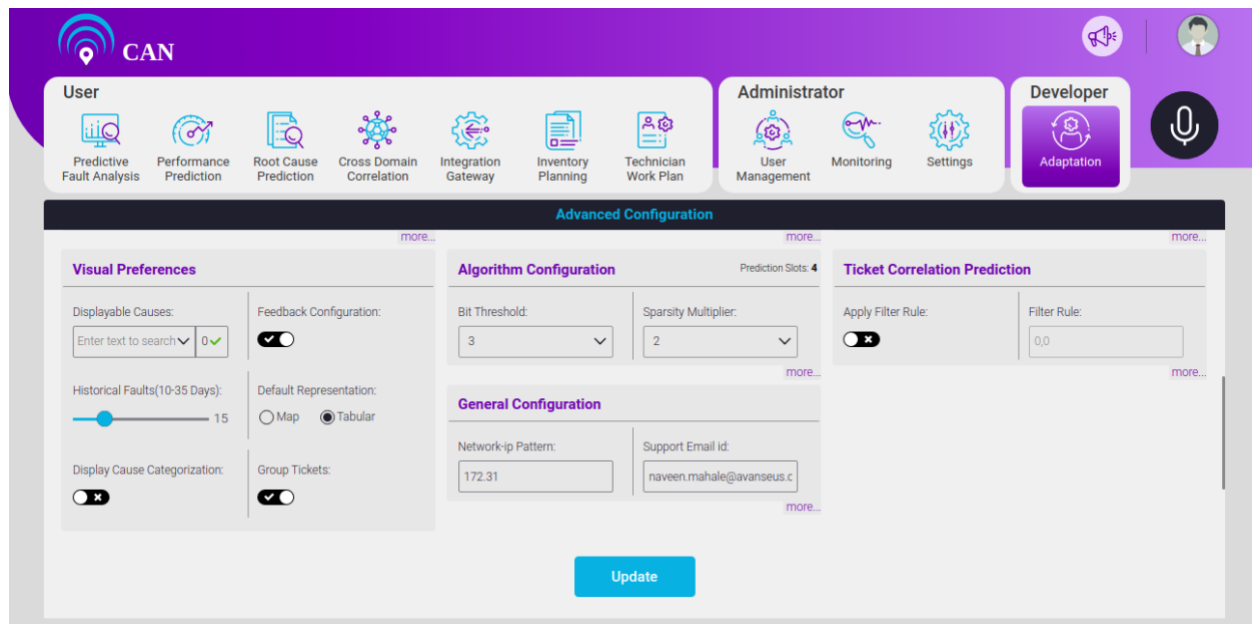 CAN
User
Administrator
Developer
Predictive
Fault Analysis
Performance
Prediction
Root Cause
Prediction
Cross Domain
Correlation
Integration
Gateway
Inventory
Planning
Technician
Work Plan
User
Management
Monitoring
Settings
Adaptation
Advanced Configuration
more...
more...
more...
Visual Preferences
Displayable Causes:
Feedback Configuration:
Enter text to search
0
Historical Faults(10-35 Days):
Default Representation:
15
Map
Tabular
Display Cause Categorization:
Group Tickets:
Algorithm Configuration
Prediction Slots: 4
Bit Threshold:
Sparsity Multiplier:
3
2
more...
General Configuration
Network-ip Pattern:
Support Email id:
172.31
naveen.mahale@avanseus.c
more...
Ticket Correlation Prediction
Apply Filter Rule:
Filter Rule:
0,0
more...
Update